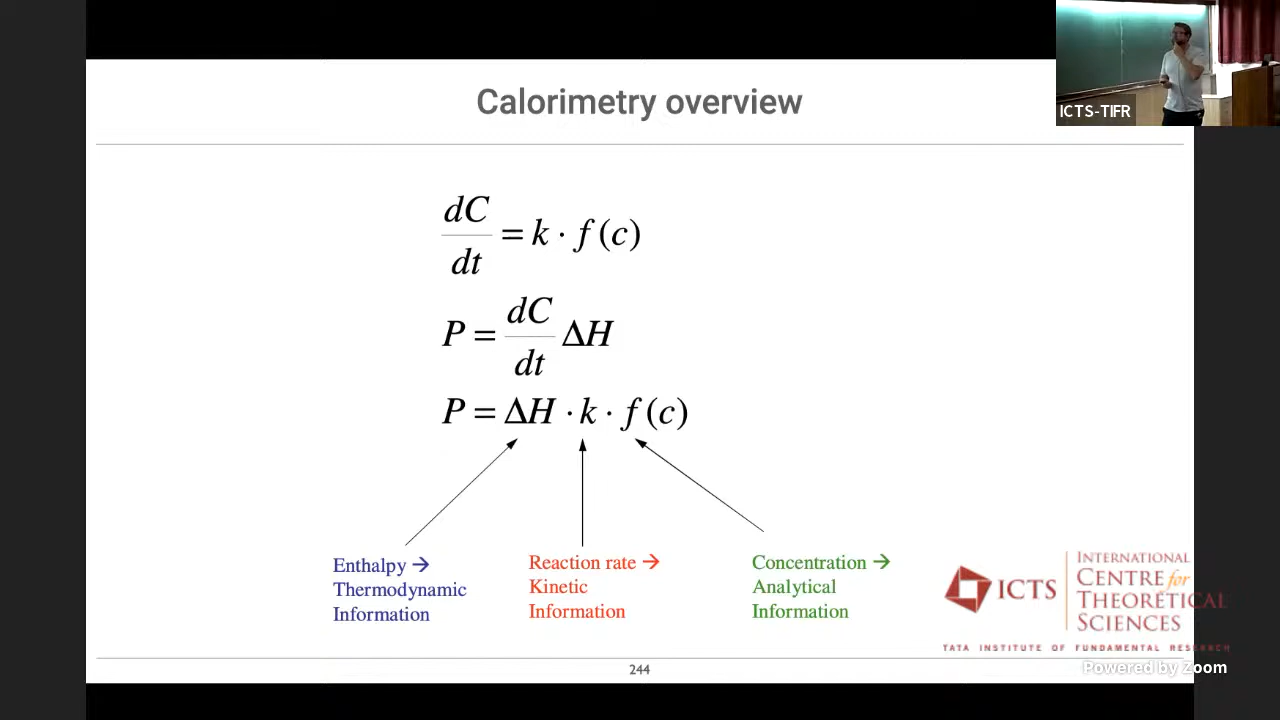 Calorimetry overview
ICTS-TIFR
dC/dt = k · f(c)
P = dC/dt ΔH
P = ΔH · k · f(c)
Enthalpy →
Thermodynamic
Information
Reaction rate →
Kinetic
Information
Concentration →
Analytical
Information
ICTS
INTERNATIONAL
CENTRE for
THEORETICAL
SCIENCES
TATA INSTITUTE OF FUNDAMENTAL RESEARCH
244
Powered by Zoom